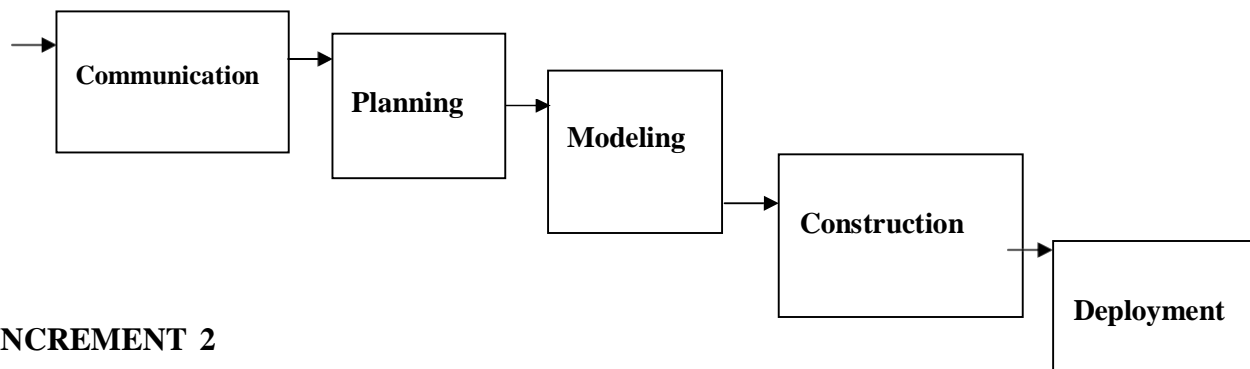 Communication
Planning
Modeling
Construction
Deployment
NCREMENT 2